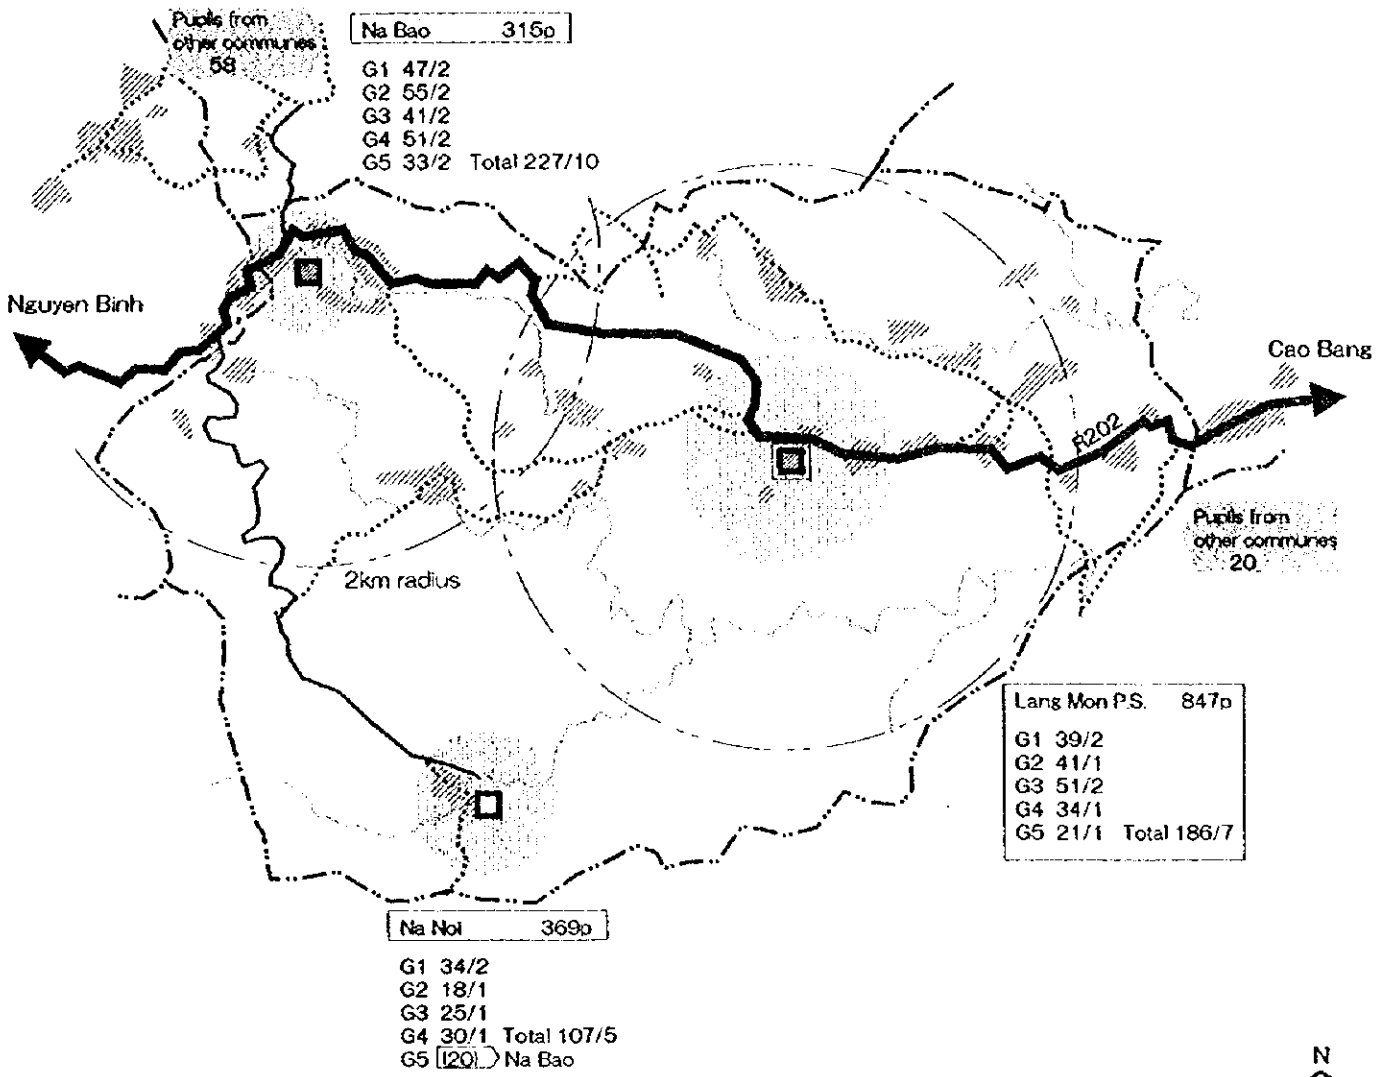 Pupils from
other communes
58
Na Bao 315p
G1 47/2
G2 55/2
G3 41/2
G4 51/2
G5 33/2 Total 227/10
Nguyen Binh
Cao Bang
R202
Pupils from
other communes
20
2km radius
Lang Mon P.S. 847p
G1 39/2
G2 41/1
G3 51/2
G4 34/1
G5 21/1 Total 186/7
Na Noi 369p
G1 34/2
G2 18/1
G3 25/1
G4 30/1 Total 107/5
G5 (20) Na Bao
N